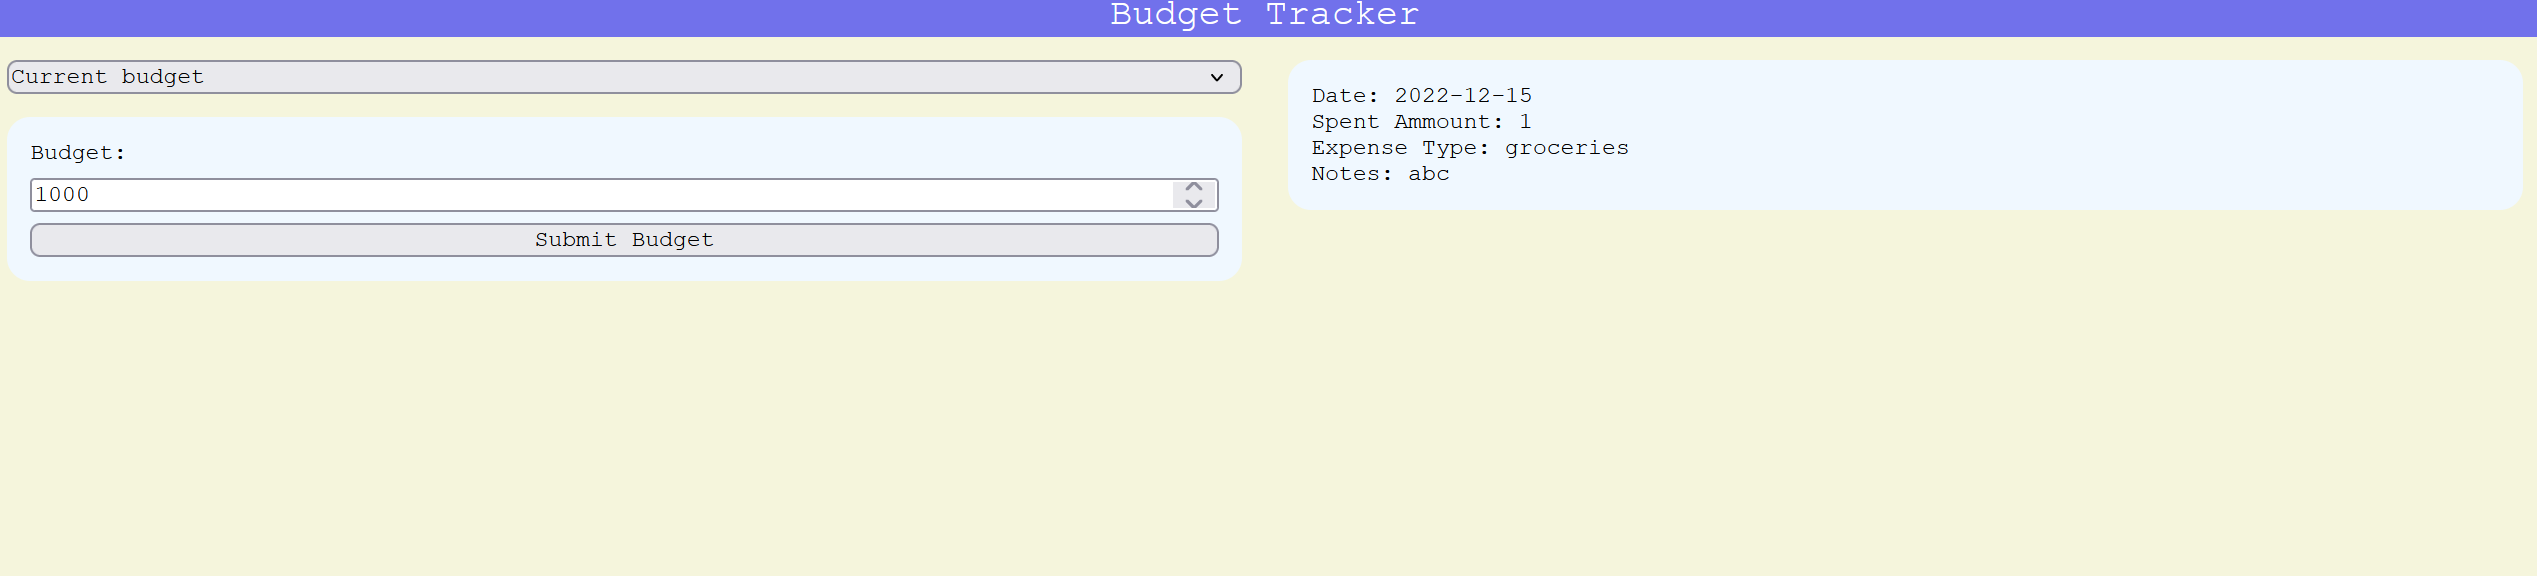 Budget Tracker
Current budget
Budget:
1000
Submit Budget
Date: 2022-12-15
Spent Ammount: 1
Expense Type: groceries
Notes: abc